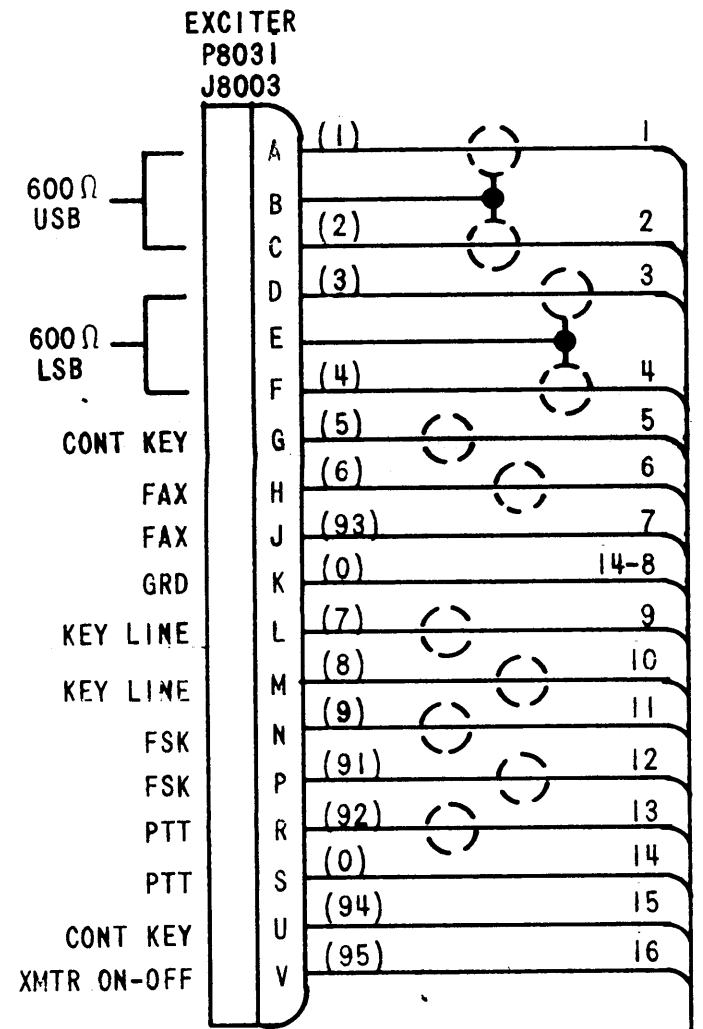 EXCITER
P8031
J8003
A (1) 1
600Ω
USB
B
C (2) 2
D (3) 3
600Ω
LSB
E
F (4) 4
CONT KEY G (5) 5
FAX H (6) 6
FAX J (93) 7
GRD K (0) 14-8
KEY LINE L (7) 9
KEY LINE M (8) 10
FSK N (9) 11
FSK P (91) 12
PTT R (92) 13
PTT S (0) 14
CONT KEY U (94) 15
XMTR ON-OFF V (95) 16